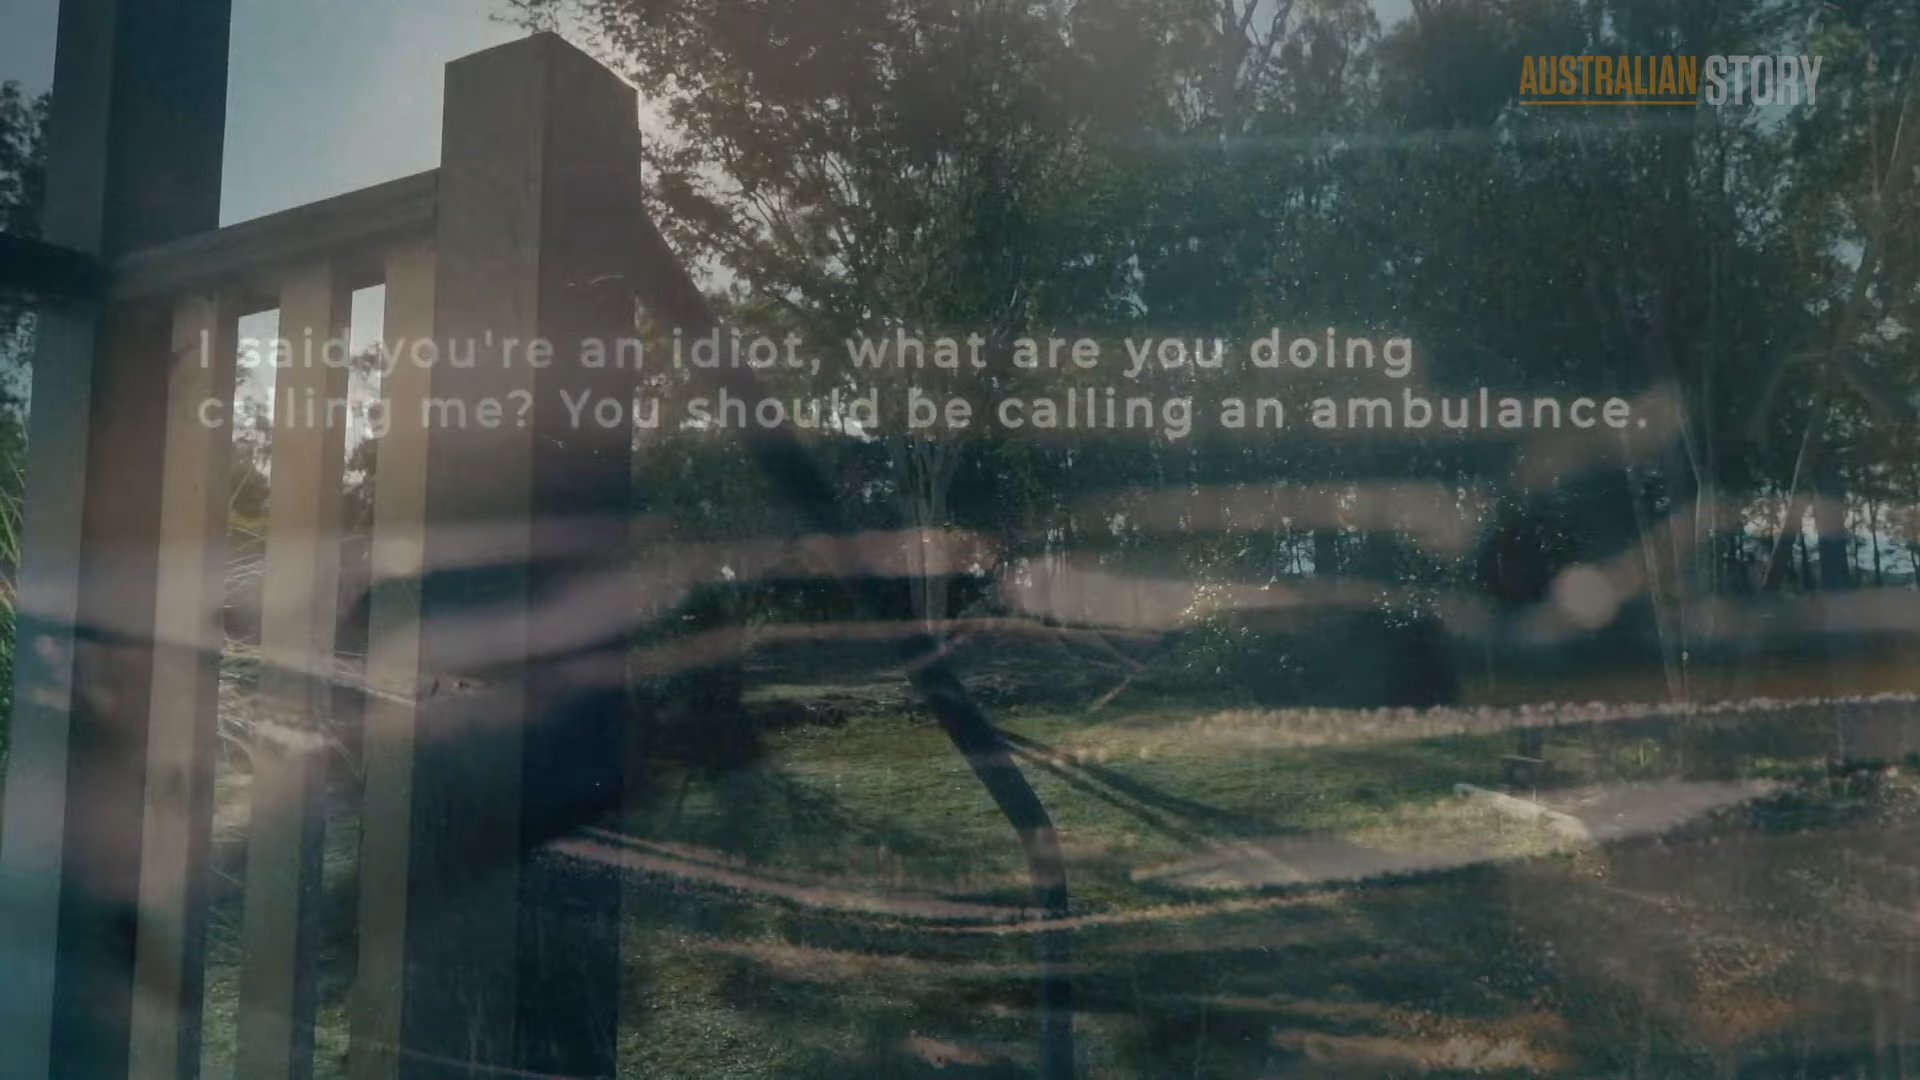 AUSTRALIAN STORY
I said you're an idiot, what are you doing
calling me? You should be calling an ambulance.